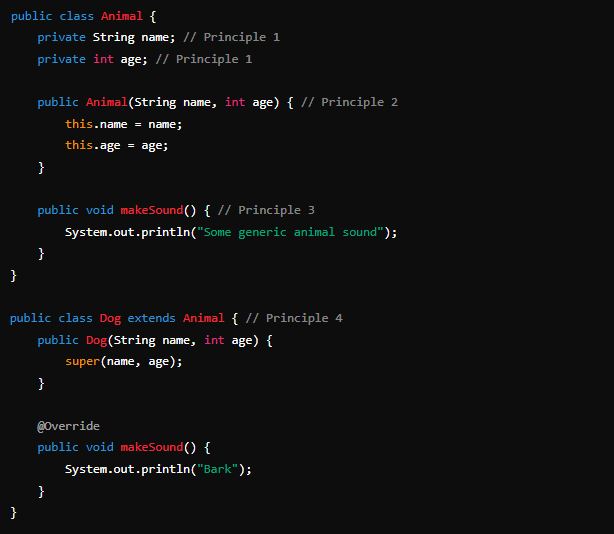 public class Animal {
    private String name; // Principle 1
    private int age; // Principle 1

    public Animal(String name, int age) { // Principle 2
        this.name = name;
        this.age = age;
    }

    public void makeSound() { // Principle 3
        System.out.println("Some generic animal sound");
    }
}

public class Dog extends Animal { // Principle 4
    public Dog(String name, int age) {
        super(name, age);
    }

    @Override
    public void makeSound() {
        System.out.println("Bark");
    }
}